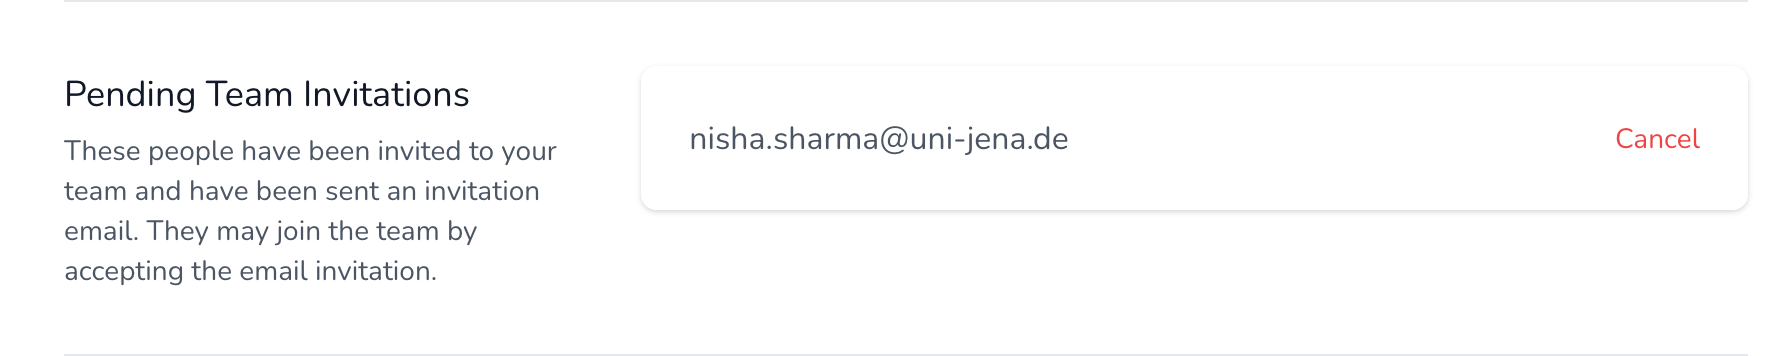 Pending Team Invitations
These people have been invited to your
team and have been sent an invitation
email. They may join the team by
accepting the email invitation.
nisha.sharma@uni-jena.de
Cancel